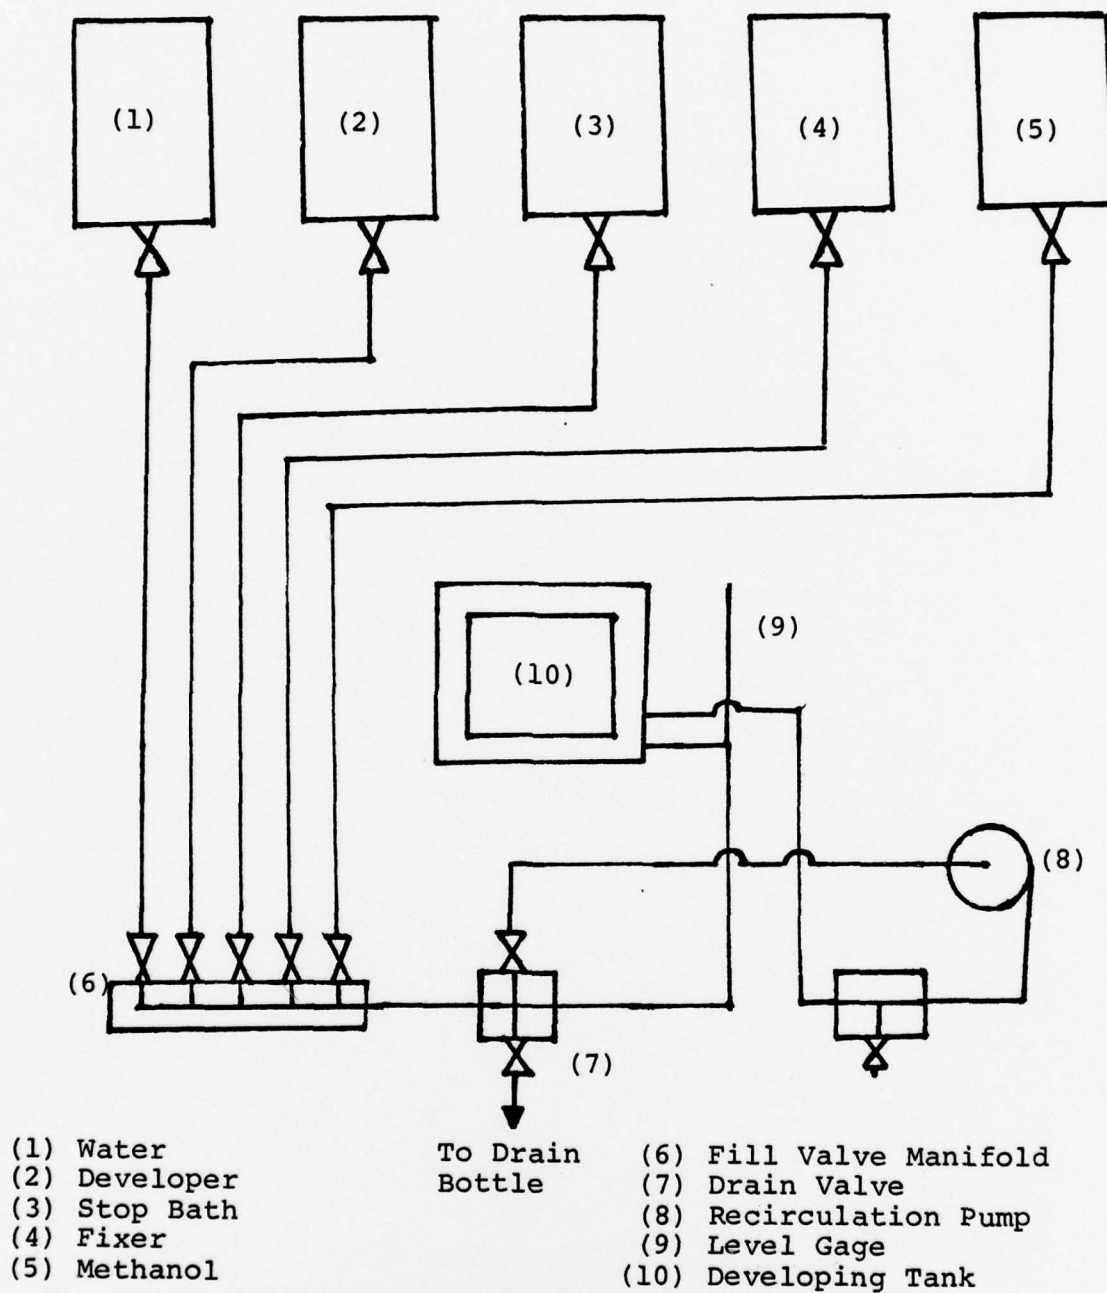 (1)
(2)
(3)
(4)
(5)
(9)
(10)
(8)
(6)
(7)
(1) Water
(2) Developer
(3) Stop Bath
(4) Fixer
(5) Methanol
To Drain
Bottle
(6) Fill Valve Manifold
(7) Drain Valve
(8) Recirculation Pump
(9) Level Gage
(10) Developing Tank